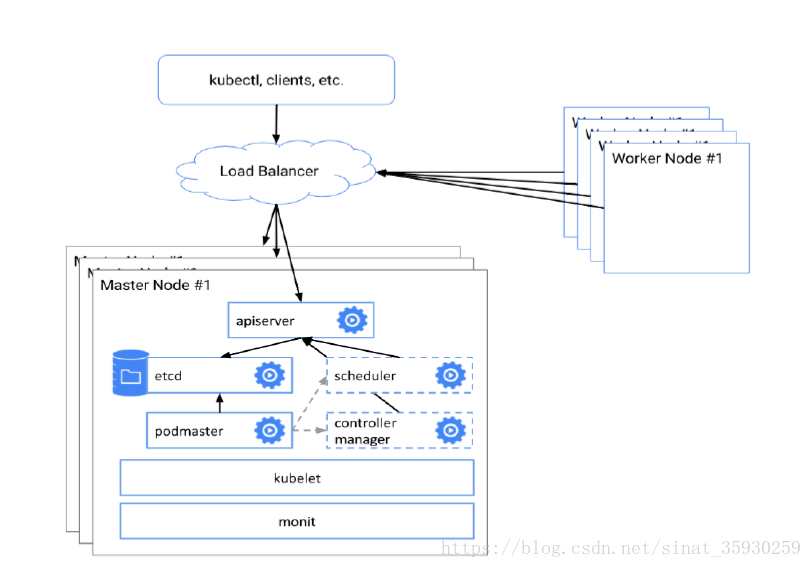 kubectl, clients, etc.
Load Balancer
Worker Node #1
Master Node #1
apiserver
etcd
scheduler
podmaster
controller
manager
kubelet
monit
https://blog.csdn.net/sinat_35930259